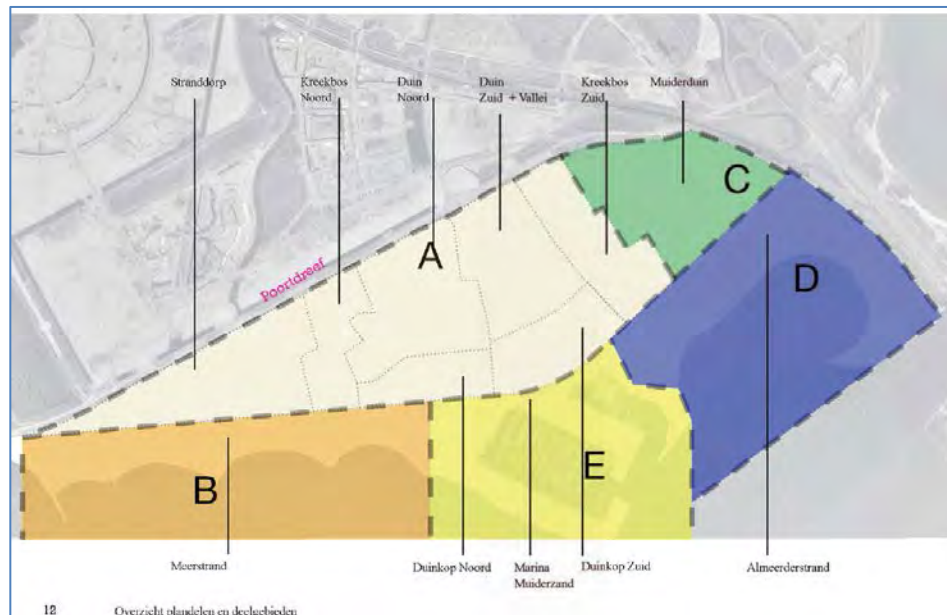 Stranddorp
Kreekbos
Noord
Duin
Noord
Duin
Zuid + Vallei
Kreekbos
Zuid
Muiderduin
C
A
D
Poortdreef
B
E
Meerstrand
Duinkop Noord
Marina
Muiderzand
Duinkop Zuid
Almeerderstrand
12 Overzicht plandelen en deelgebieden